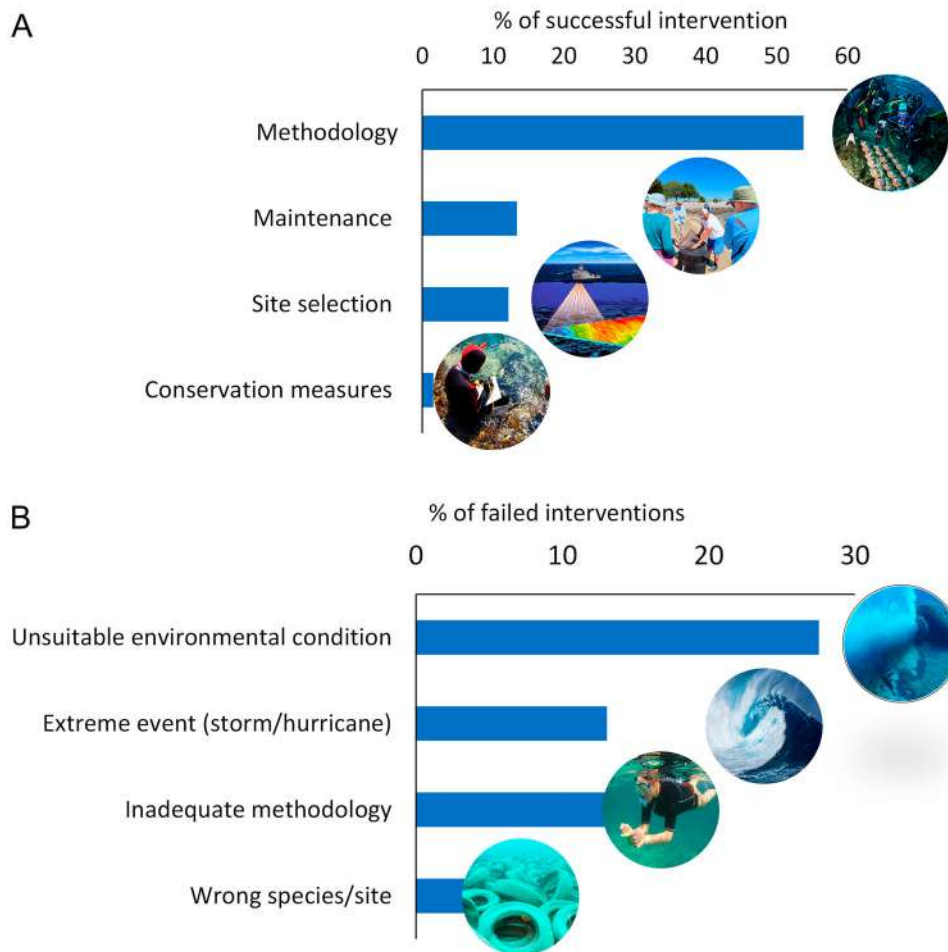 A
% of successful intervention
0 10 20 30 40 50 60
Methodology
Maintenance
Site selection
Conservation measures
B
% of failed interventions
0 10 20 30
Unsuitable environmental condition
Extreme event (storm/hurricane)
Inadequate methodology
Wrong species/site